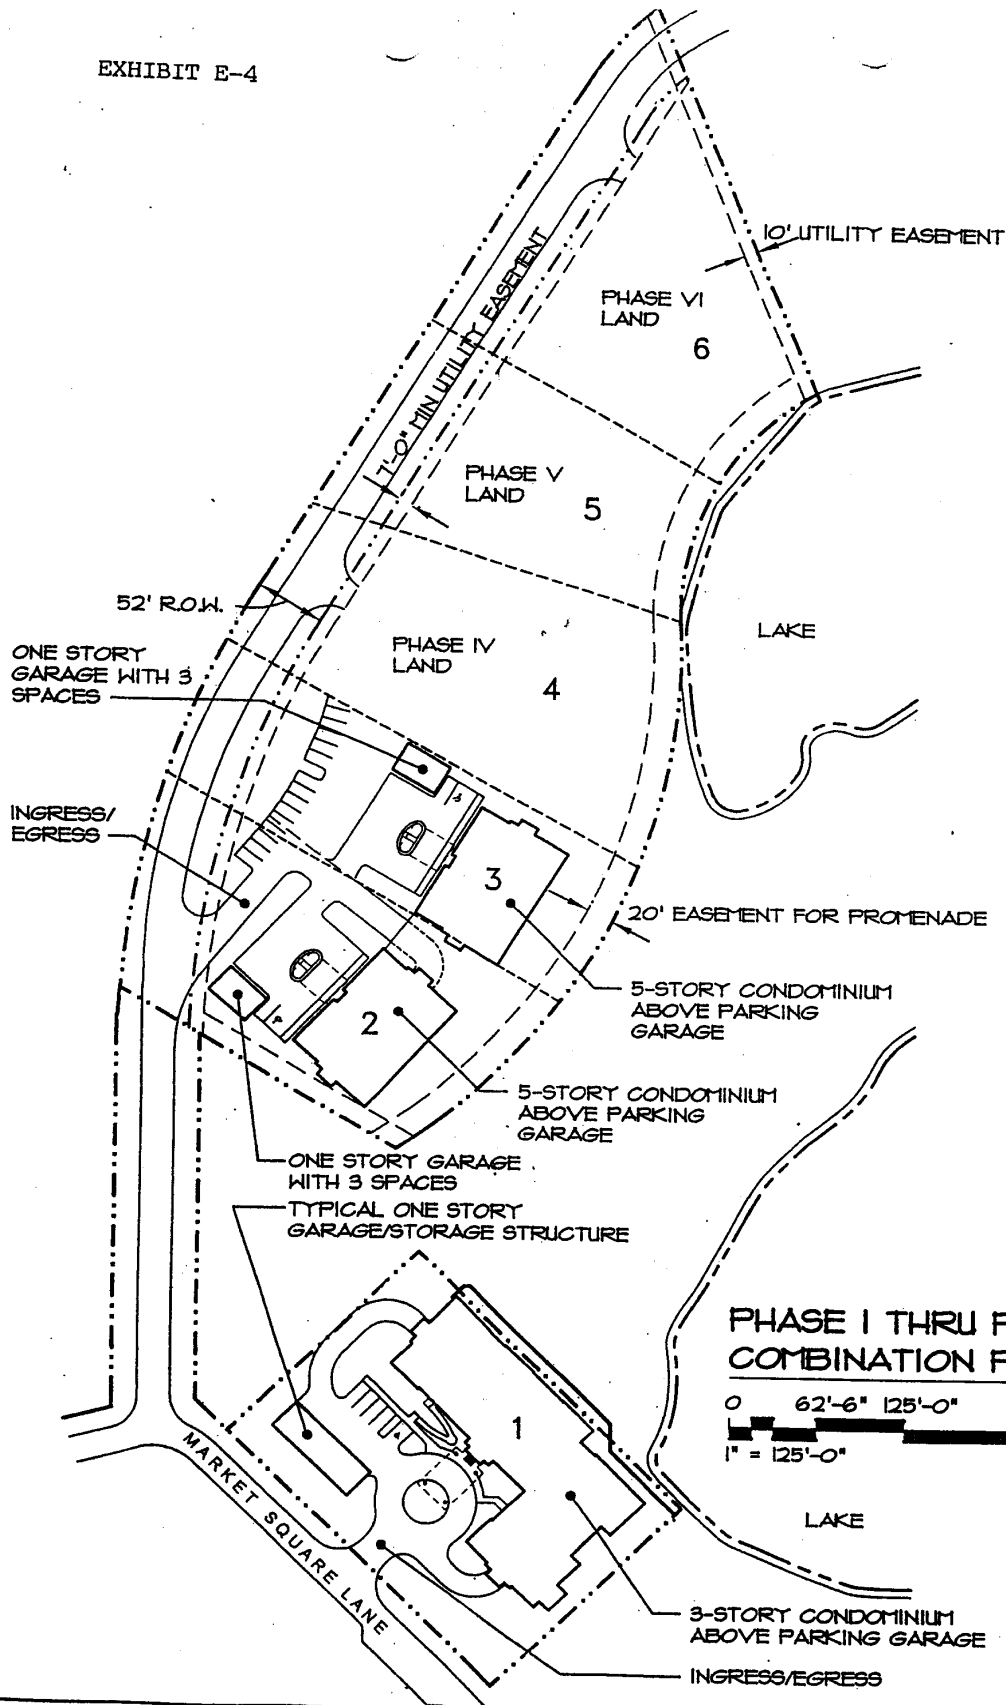 EXHIBIT E-4
10' UTILITY EASEMENT
7'-0" MIN UTILITY EASEMENT
PHASE VI
LAND
6
PHASE V
LAND
5
52' R.O.W.
LAKE
ONE STORY
GARAGE WITH 3
SPACES
PHASE IV
LAND
4
INGRESS/
EGRESS
3
3
20' EASEMENT FOR PROMENADE
5-STORY CONDOMINIUM
ABOVE PARKING
GARAGE
2
5-STORY CONDOMINIUM
ABOVE PARKING
GARAGE
ONE STORY GARAGE
WITH 3 SPACES
TYPICAL ONE STORY
GARAGE/STORAGE STRUCTURE
PHASE I THRU
COMBINATION
0 62'-6" 125'-0"
1" = 125'-0"
1
MARKET SQUARE LANE
LAKE
3-STORY CONDOMINIUM
ABOVE PARKING GARAGE
INGRESS/EGRESS